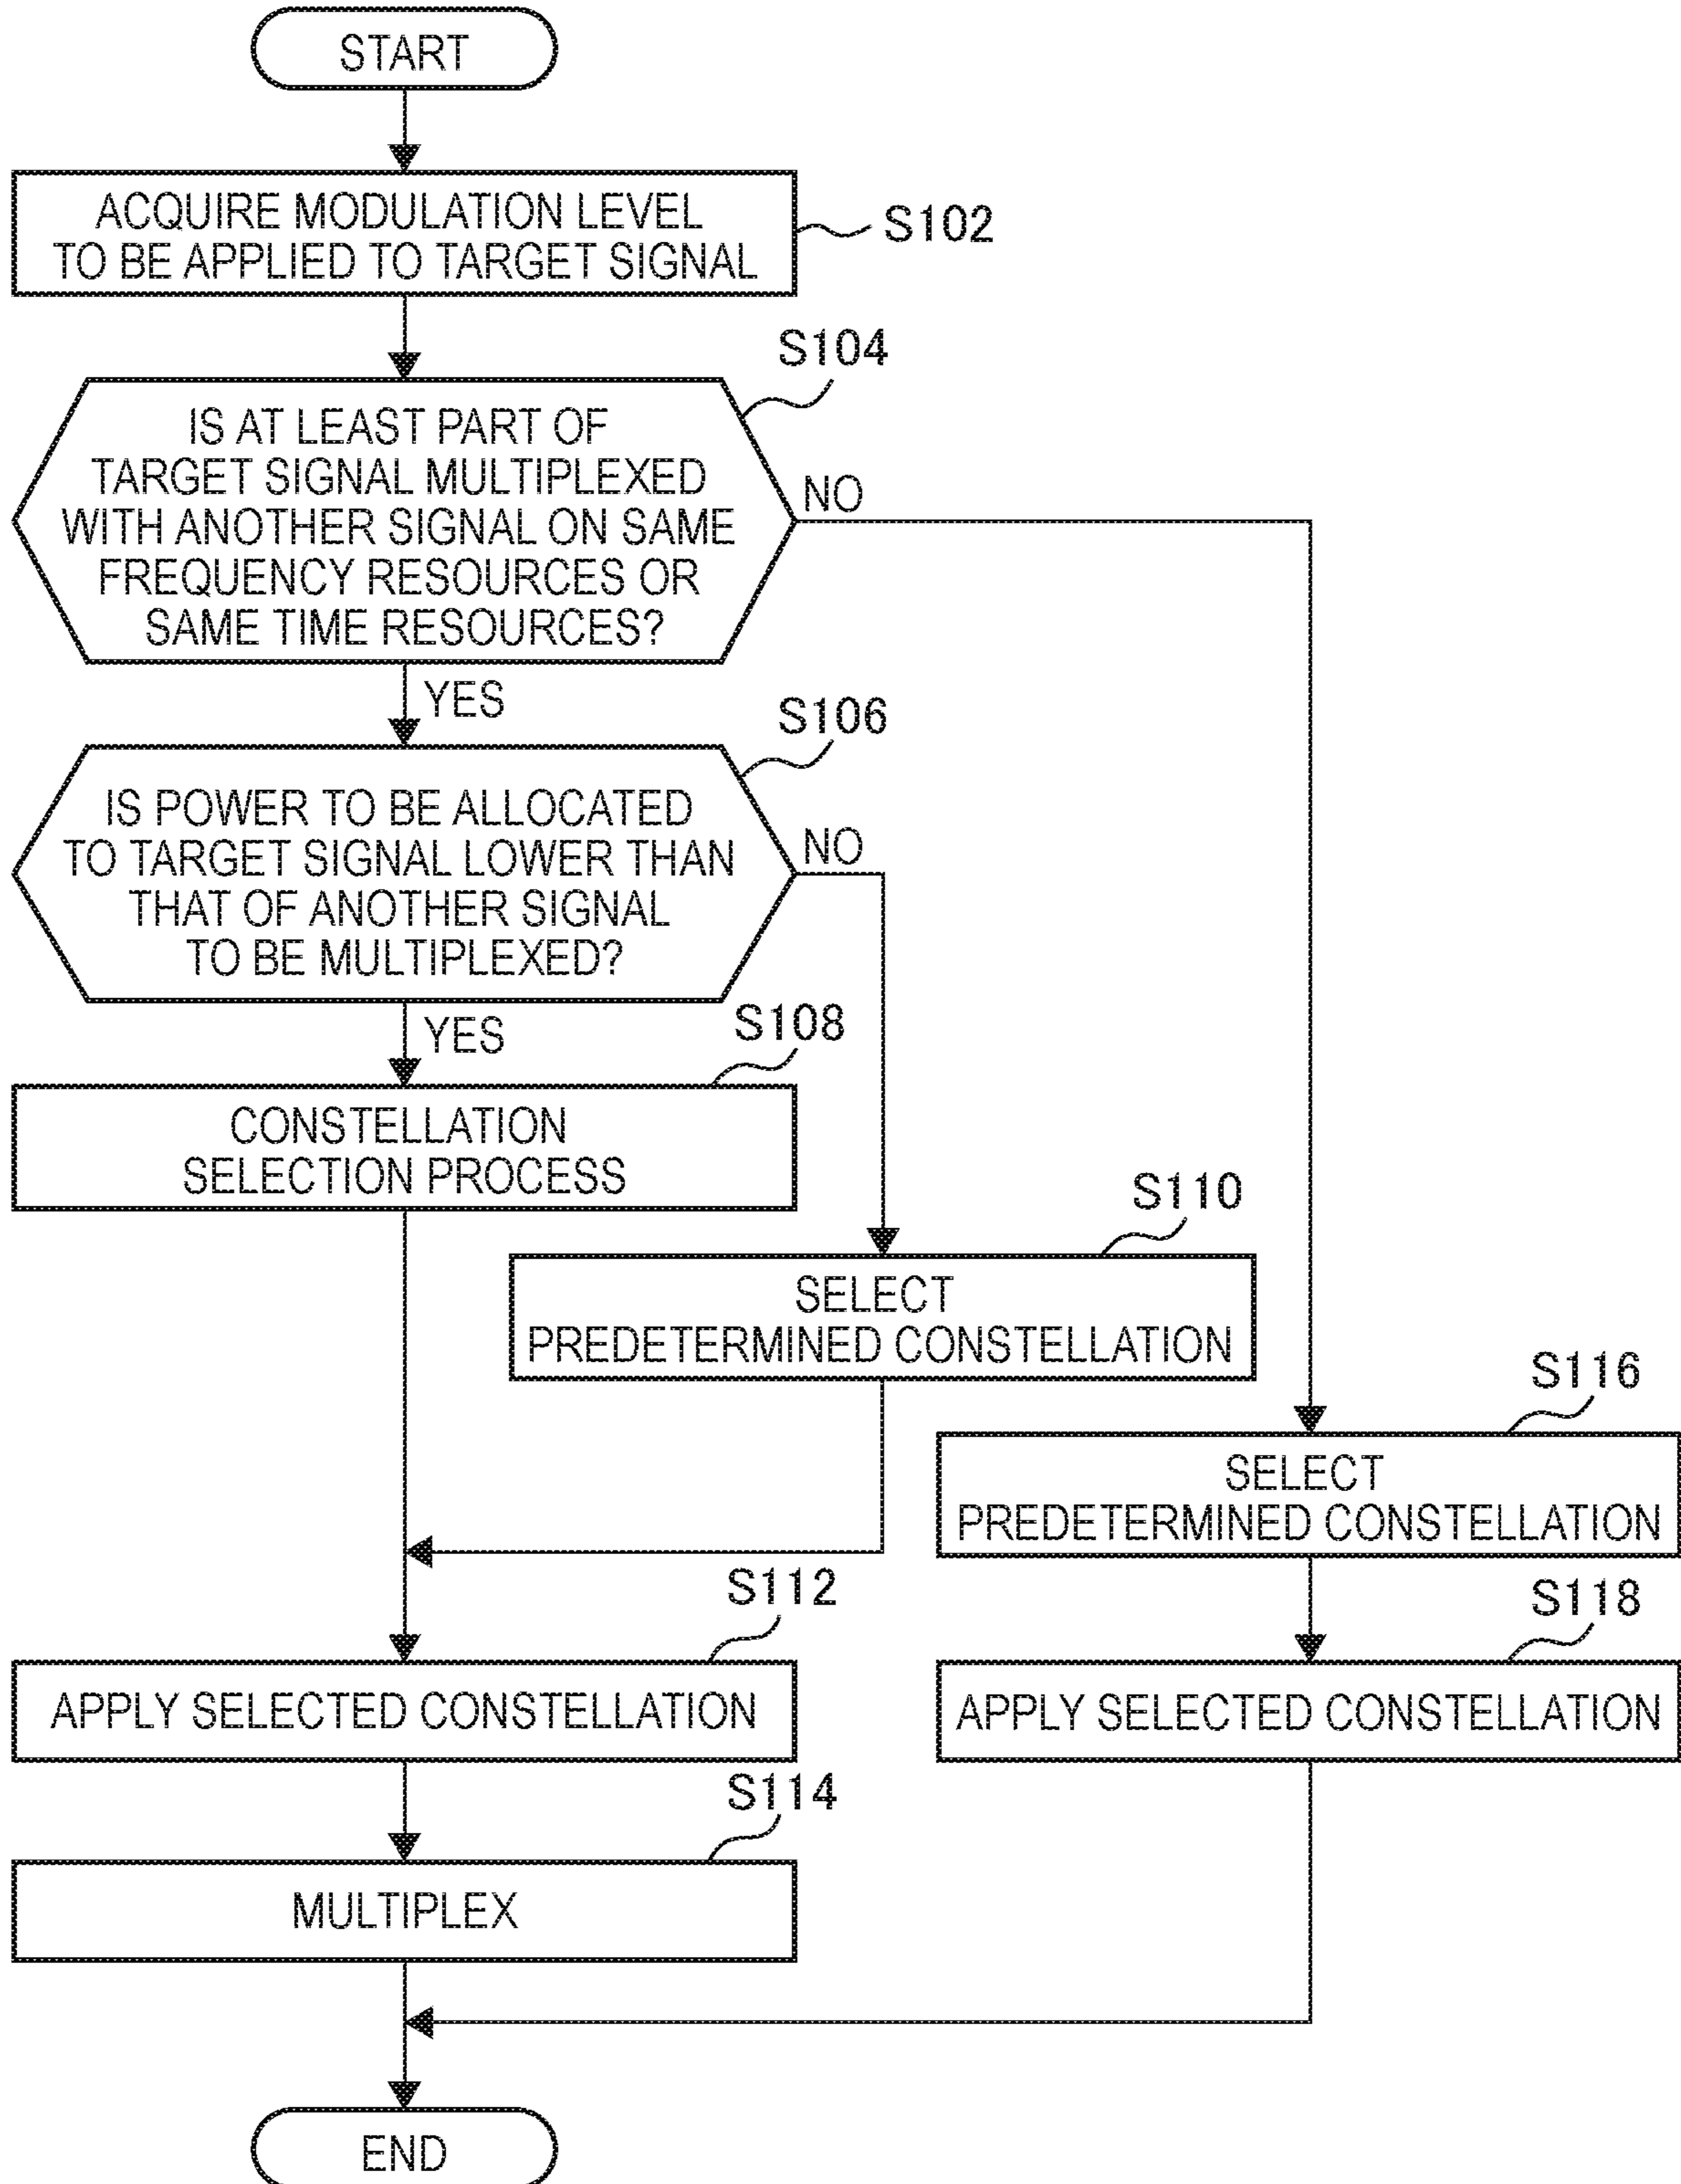 START
ACQUIRE MODULATION LEVEL
TO BE APPLIED TO TARGET SIGNAL
S102
S104
IS AT LEAST PART OF
TARGET SIGNAL MULTIPLEXED
WITH ANOTHER SIGNAL ON SAME
FREQUENCY RESOURCES OR
SAME TIME RESOURCES?
NO
YES
S106
IS POWER TO BE ALLOCATED
TO TARGET SIGNAL LOWER THAN
THAT OF ANOTHER SIGNAL
TO BE MULTIPLEXED?
NO
YES
S108
CONSTELLATION
SELECTION PROCESS
S110
SELECT
PREDETERMINED CONSTELLATION
S116
SELECT
PREDETERMINED CONSTELLATION
S112
APPLY SELECTED CONSTELLATION
S118
APPLY SELECTED CONSTELLATION
S114
MULTIPLEX
END